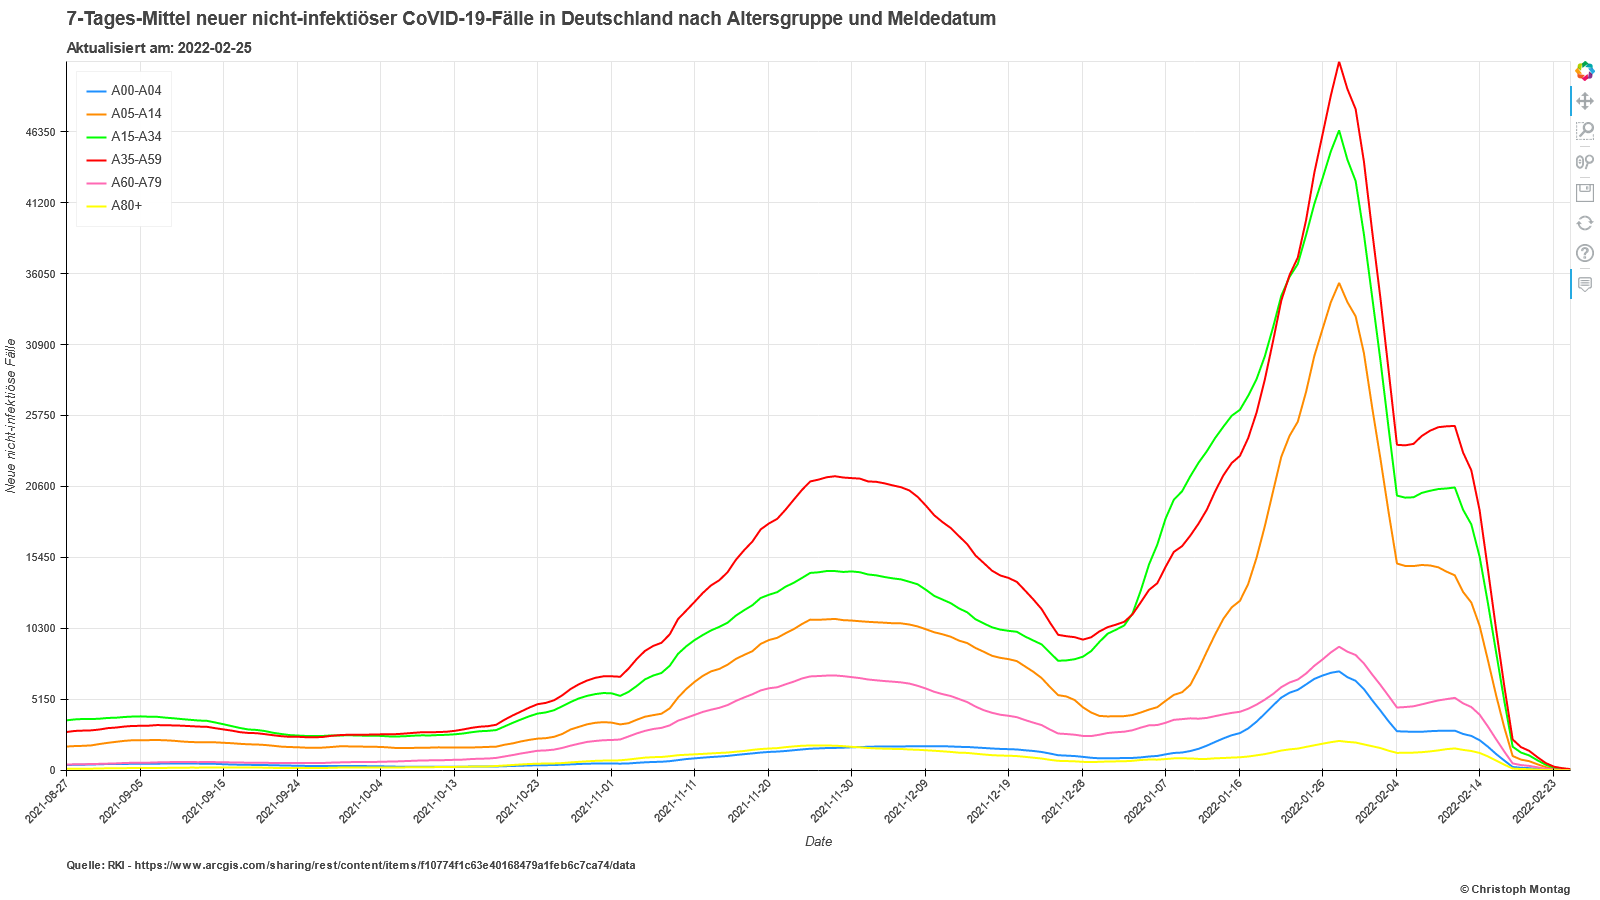 7-Tages-Mittel neuer nicht-infektiöser CoVID-19-Fälle in Deutschland nach Altersgruppe und Meldedatum
Aktualisiert am: 2022-02-25
A00-A04
A05-A14
A15-A34
A35-A59
A60-A79
A80+
46350
41200
36050
30900
25750
20600
15450
10300
5150
0
Neue nicht-infektiöse Fälle
2021-08-27
2021-09-05
2021-09-15
2021-09-24
2021-10-04
2021-10-13
2021-10-23
2021-11-01
2021-11-11
2021-11-20
2021-11-30
2021-12-09
2021-12-19
2021-12-28
2022-01-07
2022-01-16
2022-01-26
2022-02-04
2022-02-14
2022-02-23
Date
Quelle: RKI - https://www.arcgis.com/sharing/rest/content/items/f10774f1c63e40168479a1feb6c7ca74/data
© Christoph Montag